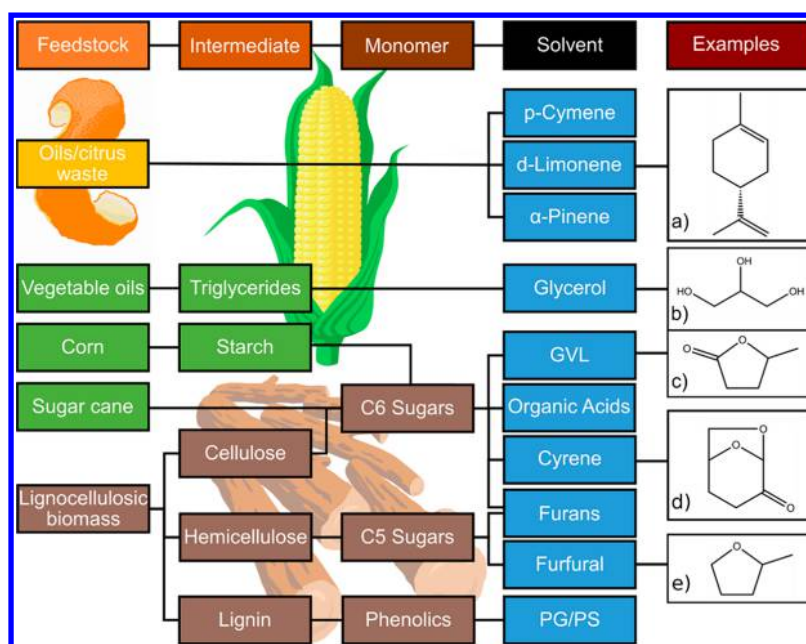 Feedstock
Intermediate
Monomer
Solvent
Examples
Oils/citrus
waste
p-Cymene
d-Limonene
α-Pinene
a)
Vegetable oils
Triglycerides
Glycerol
OH
HO
OH
b)
Corn
Starch
GVL
O
O
c)
Sugar cane
C6 Sugars
Organic Acids
Cellulose
Cyrene
O
O
O
d)
Lignocellulosic
biomass
Hemicellulose
C5 Sugars
Furans
Furfural
O
e)
Lignin
Phenolics
PG/PS